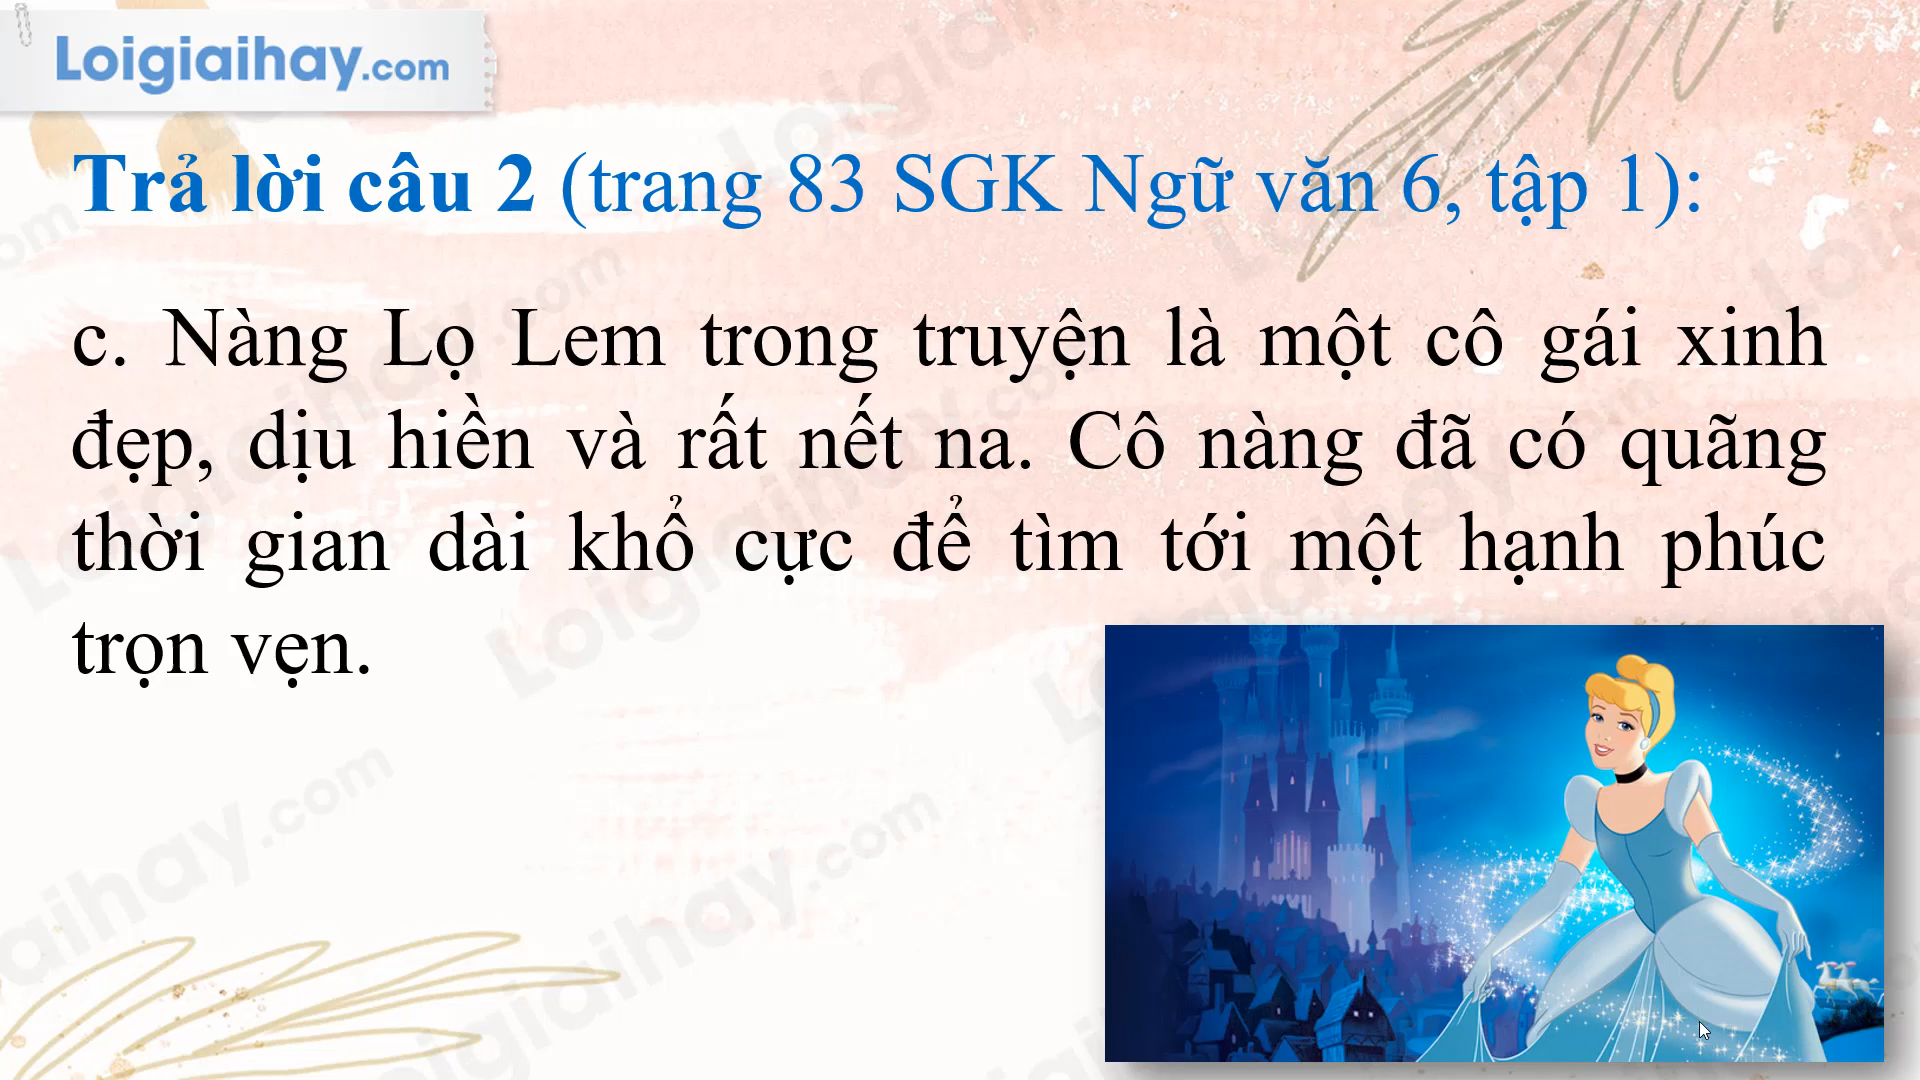 Loigiaihay.com
Trả lời câu 2 (trang 83 SGK Ngữ văn 6, tập 1):
c. Nàng Lọ Lem trong truyện là một cô gái xinh
đẹp, dịu hiền và rất nết na. Cô nàng đã có quãng
thời gian dài khổ cực để tìm tới một hạnh phúc
trọn vẹn.